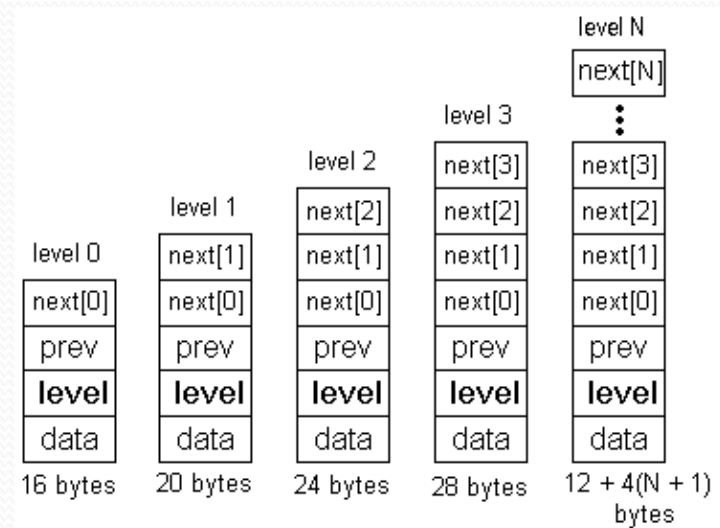 level 0
next[0]
prev
level
data
16 bytes
level 1
next[1]
next[0]
prev
level
data
20 bytes
level 2
next[2]
next[1]
next[0]
prev
level
data
24 bytes
level 3
next[3]
next[2]
next[1]
next[0]
prev
level
data
28 bytes
level N
next[N]
next[3]
next[2]
next[1]
next[0]
prev
level
data
12 + 4(N + 1)
bytes